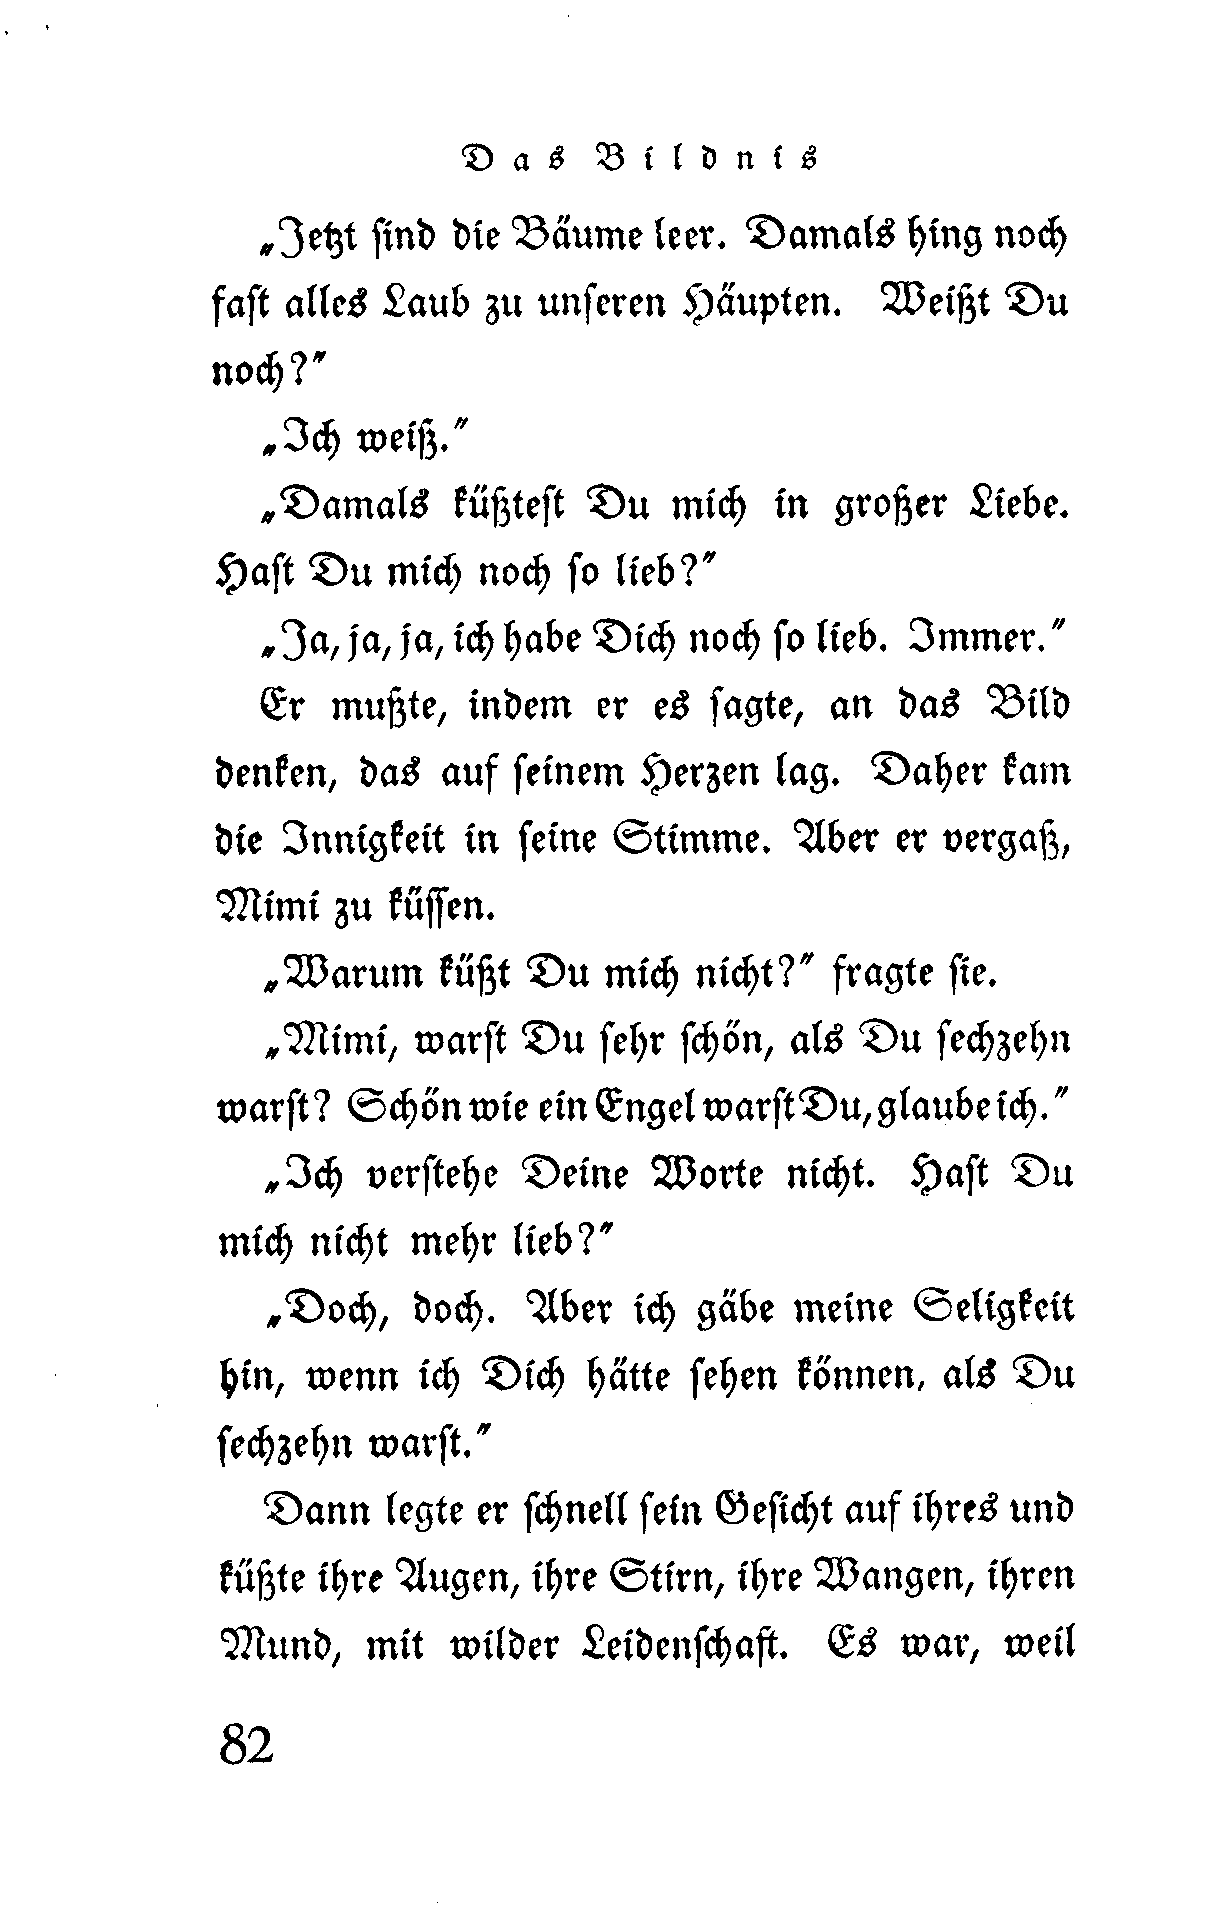 Das Bildnis
„Jetzt sind die Bäume leer. Damals hing noch
fast alles Laub zu unseren Häupten. Weißt Du
noch?“
„Ich weiß.“
„Damals küßtest Du mich in großer Liebe.
Hast Du mich noch so lieb?“
„Ja, ja, ja, ich habe Dich noch so lieb. Immer.“
Er mußte, indem er es sagte, an das Bild
denken, das auf seinem Herzen lag. Daher kam
die Innigkeit in seine Stimme. Aber er vergaß,
Mimi zu küssen.
„Warum küßt Du mich nicht?“ fragte sie.
„Mimi, warst Du sehr schön, als Du sechzehn
warst? Schön wie ein Engel warst Du, glaube ich.“
„Ich verstehe Deine Worte nicht. Hast Du
mich nicht mehr lieb?“
„Doch, doch. Aber ich gäbe meine Seligkeit
hin, wenn ich Dich hätte sehen können, als Du
sechzehn warst.“
Dann legte er schnell sein Gesicht auf ihres und
küßte ihre Augen, ihre Stirn, ihre Wangen, ihren
Mund, mit wilder Leidenschaft. Es war, weil
82